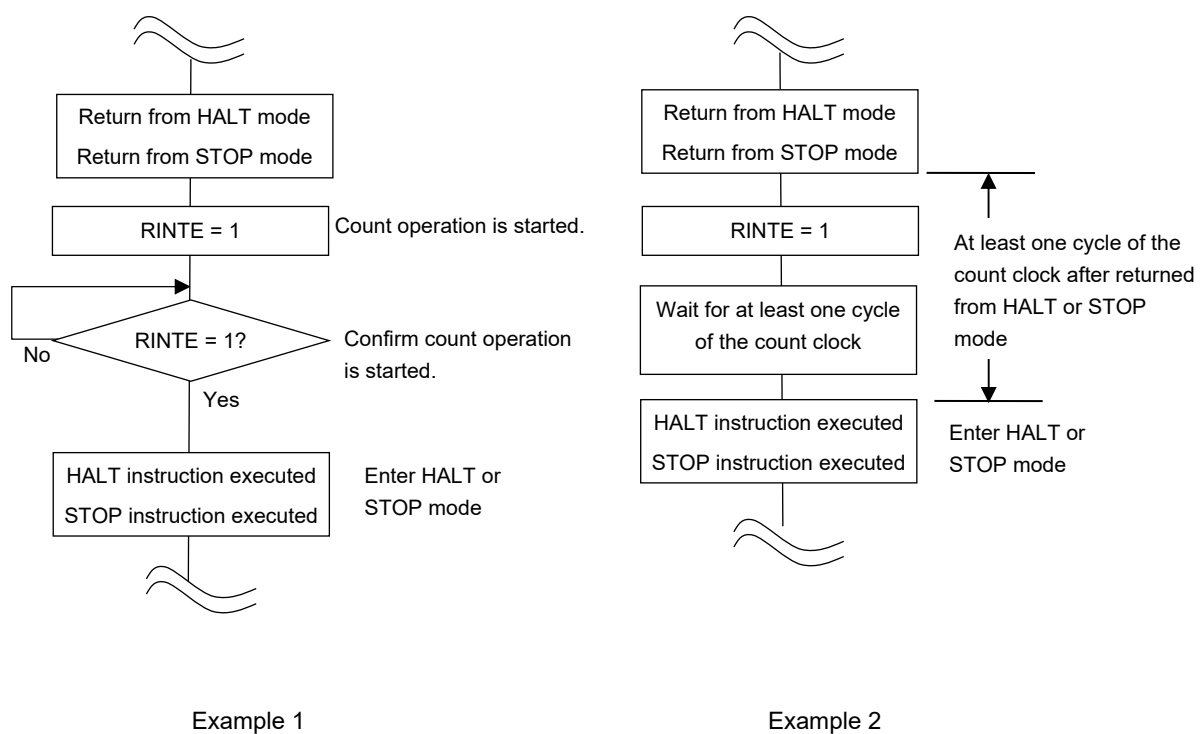 Return from HALT mode
Return from STOP mode
RINTE = 1
Count operation is started.
RINTE = 1?
No
Confirm count operation
is started.
Yes
HALT instruction executed
STOP instruction executed
Enter HALT or
STOP mode
Example 1
Return from HALT mode
Return from STOP mode
RINTE = 1
Wait for at least one cycle
of the count clock
At least one cycle of the
count clock after returned
from HALT or STOP
mode
HALT instruction executed
STOP instruction executed
Enter HALT or
STOP mode
Example 2